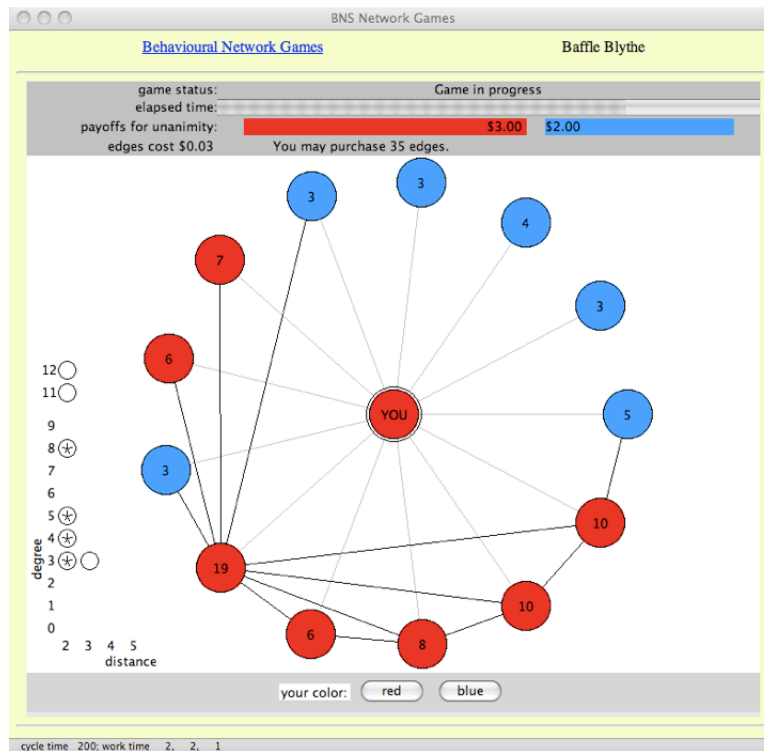 BNS Network Games
Behavioural Network Games Baffle Blythe
game status: Game in progress
elapsed time:
payoffs for unanimity: $3.00 $2.00
edges cost $0.03 You may purchase 35 edges.
3
3
4
7
3
6
12
11
YOU
9
5
8
7
3
6
10
5
4
19
3
10
2
6
8
1
0
degree
2 3 4 5
distance
your color: red blue
cycle time 200; work time 2, 2, 1